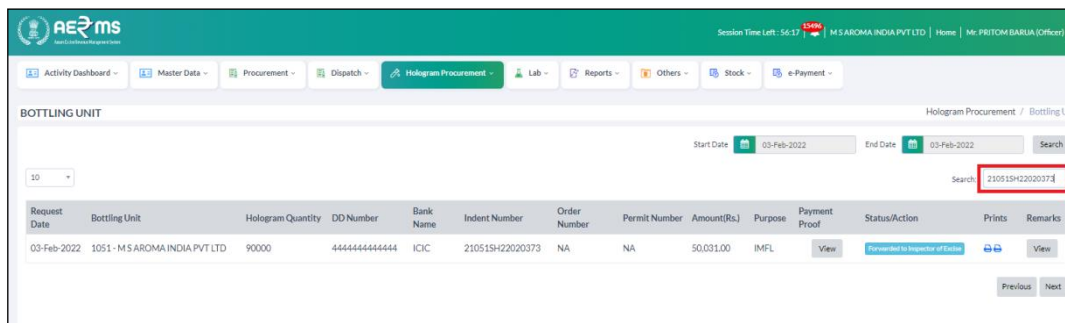 AERMS
Session Time Left : 56:17 15496 M S AROMA INDIA PVT LTD | Home | Mr. PRITOM BARUA (Officer)
Activity Dashboard Master Data Procurement Dispatch Hologram Procurement Lab Reports Others Stock e-Payment
BOTTLING UNIT
Hologram Procurement / Bottling U
Start Date 03-Feb-2022 End Date 03-Feb-2022 Search
10 Search: 21051SH22020373
Request Date Bottling Unit Hologram Quantity DD Number Bank Name Indent Number Order Number Permit Number Amount(Rs.) Purpose Payment Proof Status/Action Prints Remarks
03-Feb-2022 1051 - M S AROMA INDIA PVT LTD 90000 4444444444444 ICIC 21051SH22020373 NA NA 50,031.00 IMFL View Forwarded to Inspector of Excise View
Previous Next